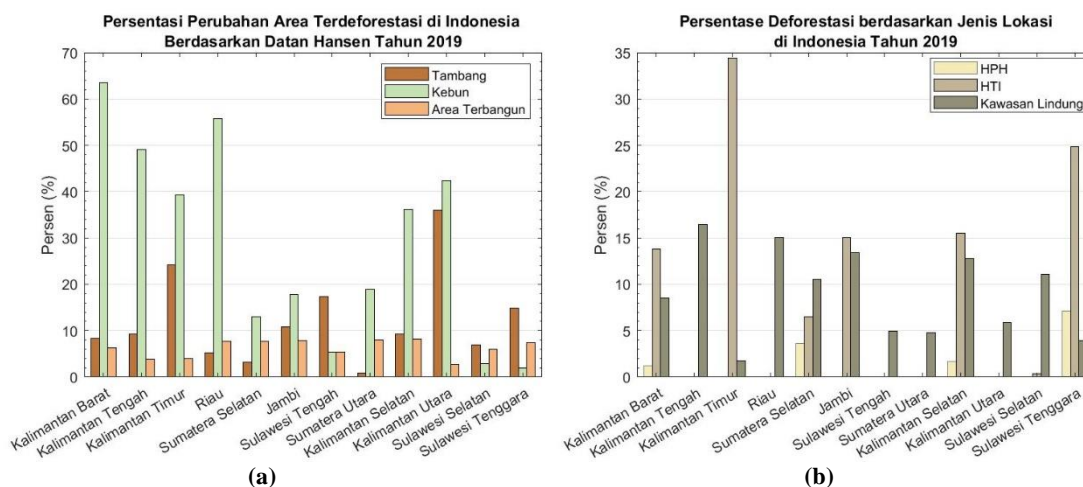 Persentasi Perubahan Area Terdeforestasi di Indonesia
Berdasarkan Datan Hansen Tahun 2019
70
60
50
40
30
20
10
0
Persen (%)
Tambang
Kebun
Area Terbangun
Kalimantan Barat
Kalimantan Tengah
Kalimantan Timur
Riau
Sumatera Selatan
Jambi
Sulawesi Tengah
Sumatera Utara
Kalimantan Selatan
Kalimantan Utara
Sulawesi Selatan
Sulawesi Tenggara
(a)
Persentase Deforestasi berdasarkan Jenis Lokasi
di Indonesia Tahun 2019
35
30
25
20
15
10
5
0
Persen (%)
HPH
HTI
Kawasan Lindung
Kalimantan Barat
Kalimantan Tengah
Kalimantan Timur
Riau
Sumatera Selatan
Jambi
Sulawesi Tengah
Sumatera Utara
Kalimantan Selatan
Kalimantan Utara
Sulawesi Selatan
Sulawesi Tenggara
(b)